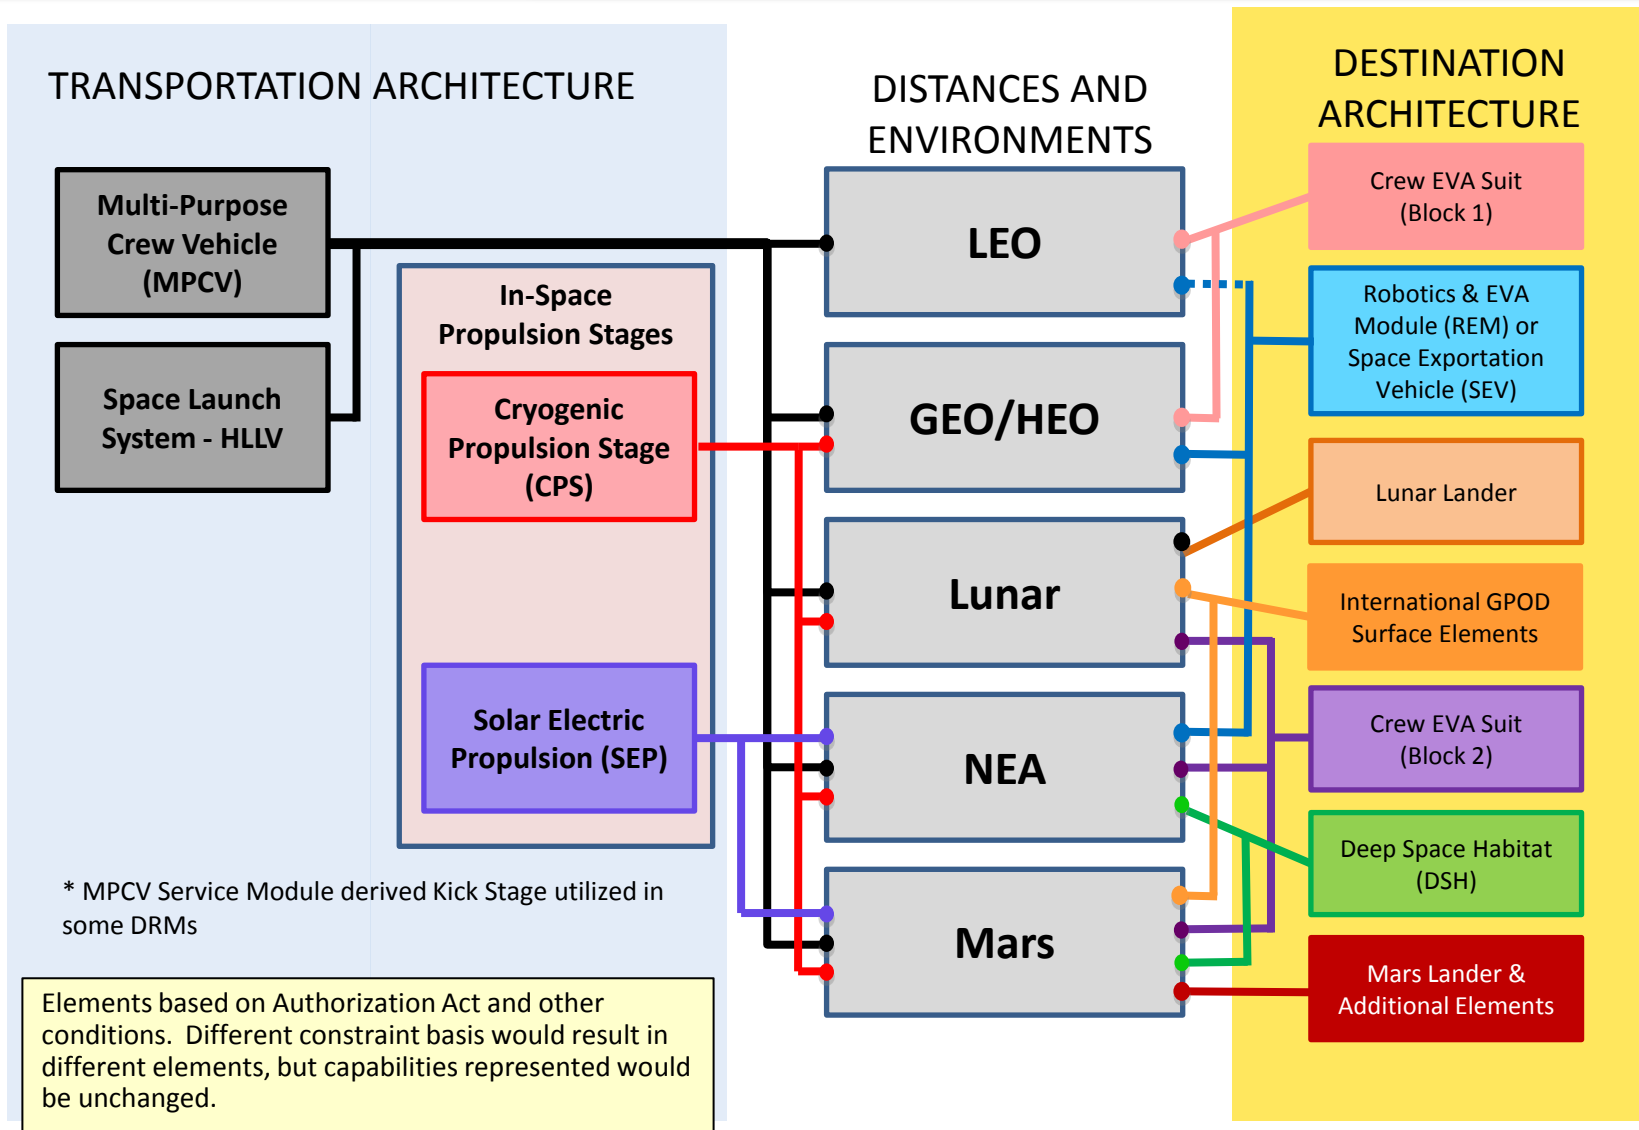 TRANSPORTATION ARCHITECTURE
Multi-Purpose
Crew Vehicle
(MPCV)
Space Launch
System - HLLV
In-Space
Propulsion Stages
Cryogenic
Propulsion Stage
(CPS)
Solar Electric
Propulsion (SEP)
* MPCV Service Module derived Kick Stage utilized in
some DRMs
Elements based on Authorization Act and other
conditions.  Different constraint basis would result in
different elements, but capabilities represented would
be unchanged.
DISTANCES AND
ENVIRONMENTS
LEO
GEO/HEO
Lunar
NEA
Mars
DESTINATION
ARCHITECTURE
Crew EVA Suit
(Block 1)
Robotics & EVA
Module (REM) or
Space Exportation
Vehicle (SEV)
Lunar Lander
International GPOD
Surface Elements
Crew EVA Suit
(Block 2)
Deep Space Habitat
(DSH)
Mars Lander &
Additional Elements